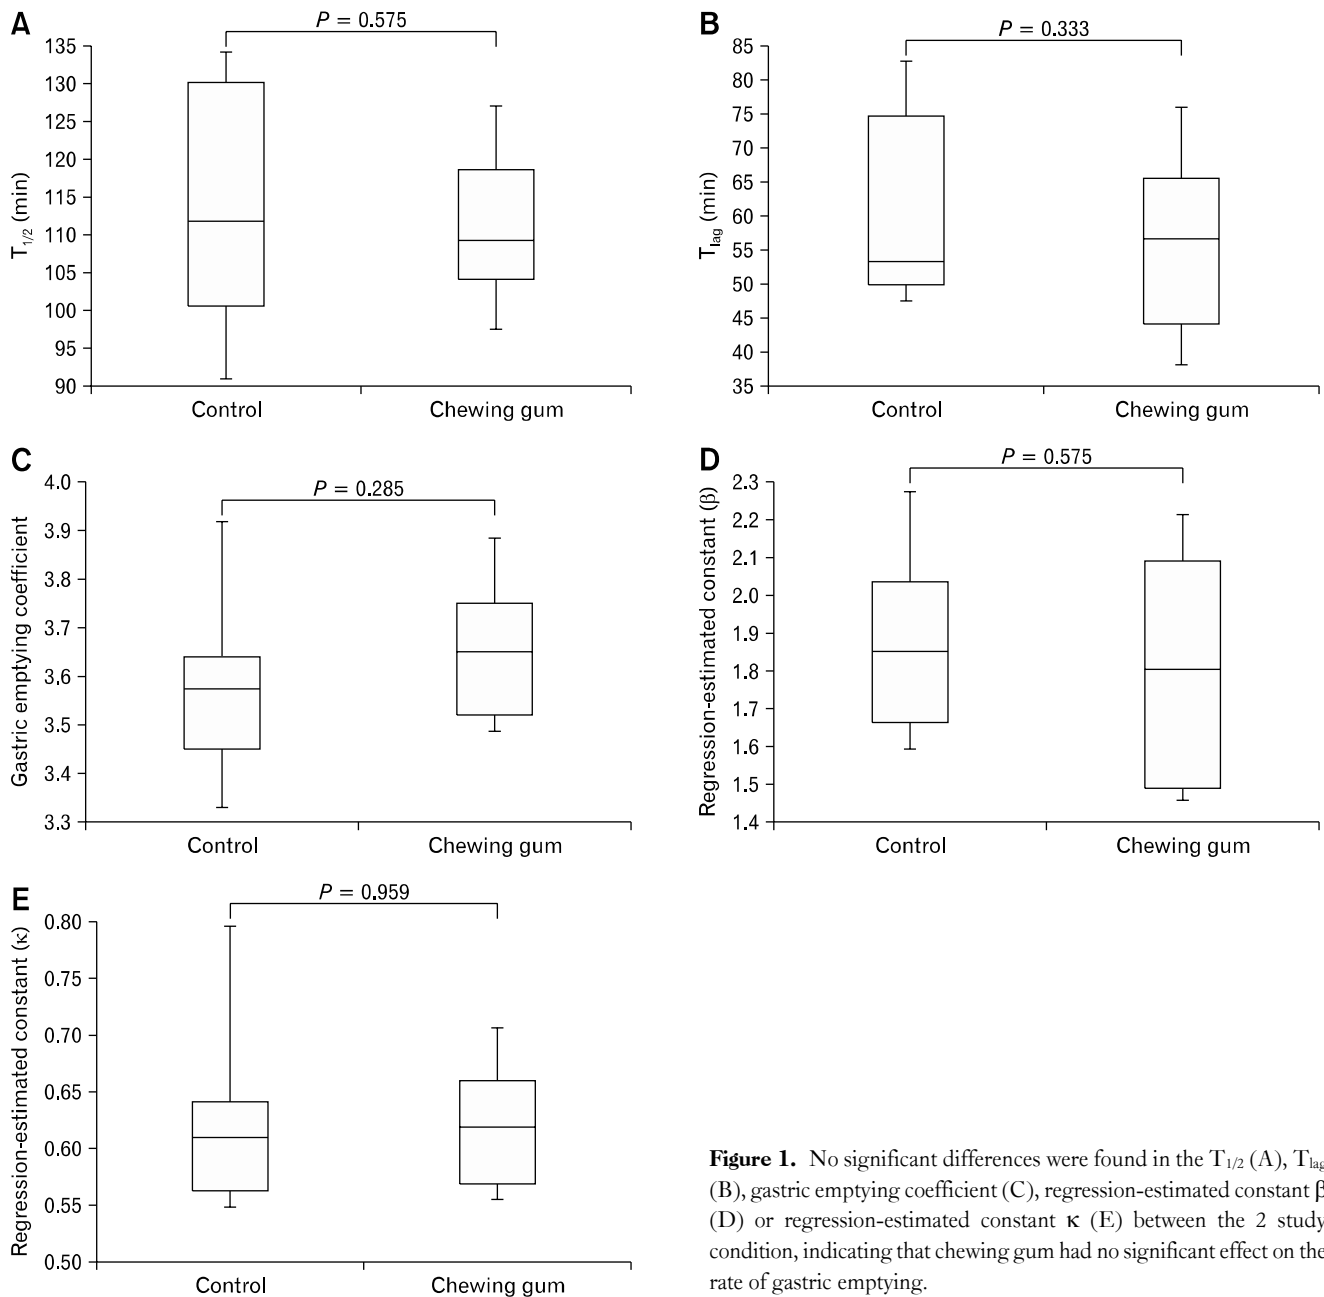 A
P = 0.575
135
130
125
120
115
110
105
100
95
90
T1/2 (min)
Control
Chewing gum
B
P = 0.333
85
80
75
70
65
60
55
50
45
40
35
Tlag (min)
Control
Chewing gum
C
P = 0.285
4.0
3.9
3.8
3.7
3.6
3.5
3.4
3.3
Gastric emptying coefficient
Control
Chewing gum
D
P = 0.575
2.3
2.2
2.1
2.0
1.9
1.8
1.7
1.6
1.5
1.4
Regression-estimated constant (β)
Control
Chewing gum
E
P = 0.959
0.80
0.75
0.70
0.65
0.60
0.55
0.50
Regression-estimated constant (κ)
Control
Chewing gum
Figure 1. No significant differences were found in the T1/2 (A), Tlag
(B), gastric emptying coefficient (C), regression-estimated constant β
(D) or regression-estimated constant κ (E) between the 2 study
condition, indicating that chewing gum had no significant effect on the
rate of gastric emptying.